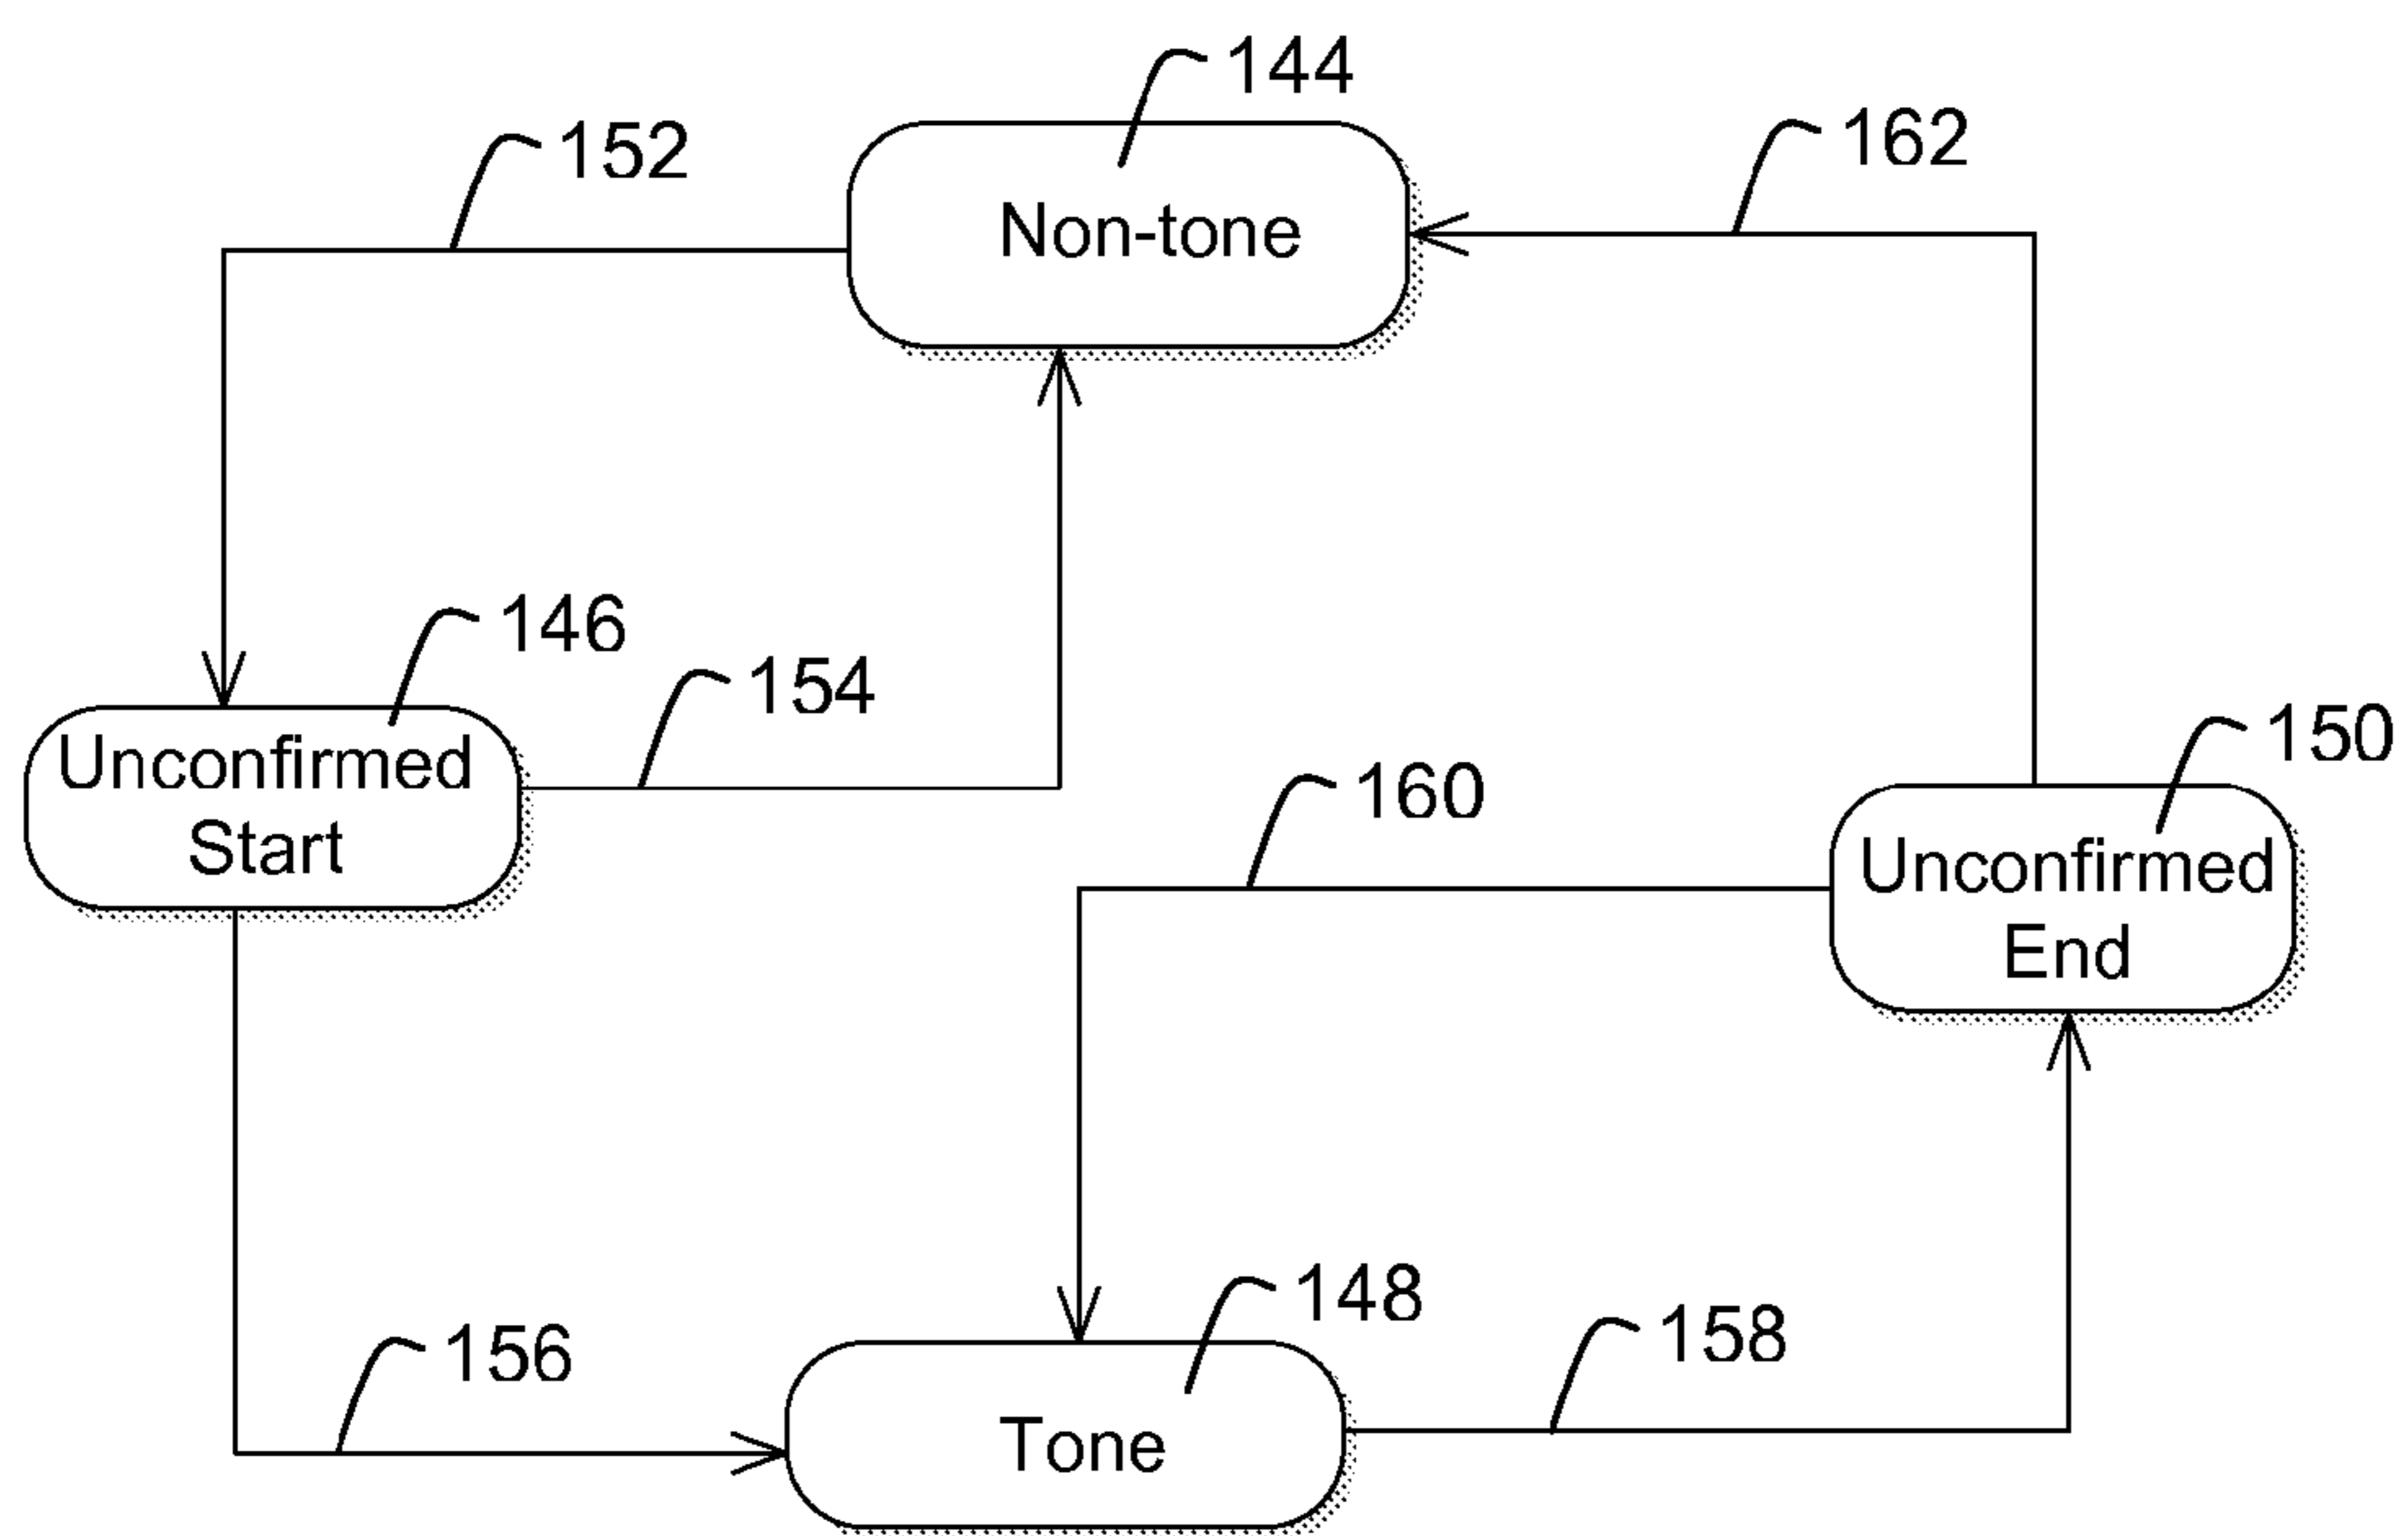 144
152
162
Non-tone
146
154
Unconfirmed
Start
150
160
Unconfirmed
End
148
156
158
Tone